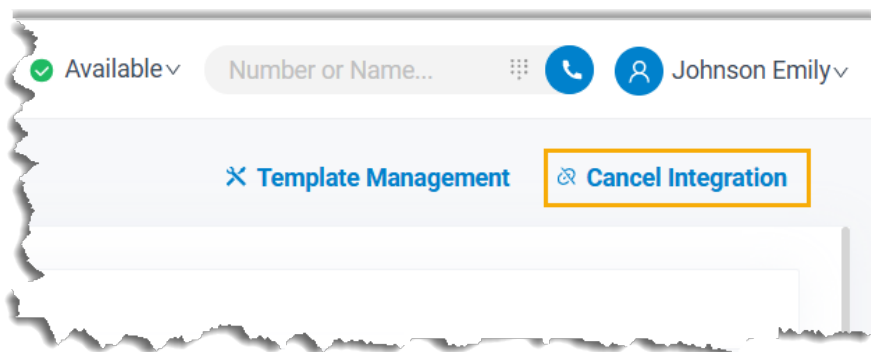 Available Number or Name... Johnson Emily
Template Management Cancel Integration